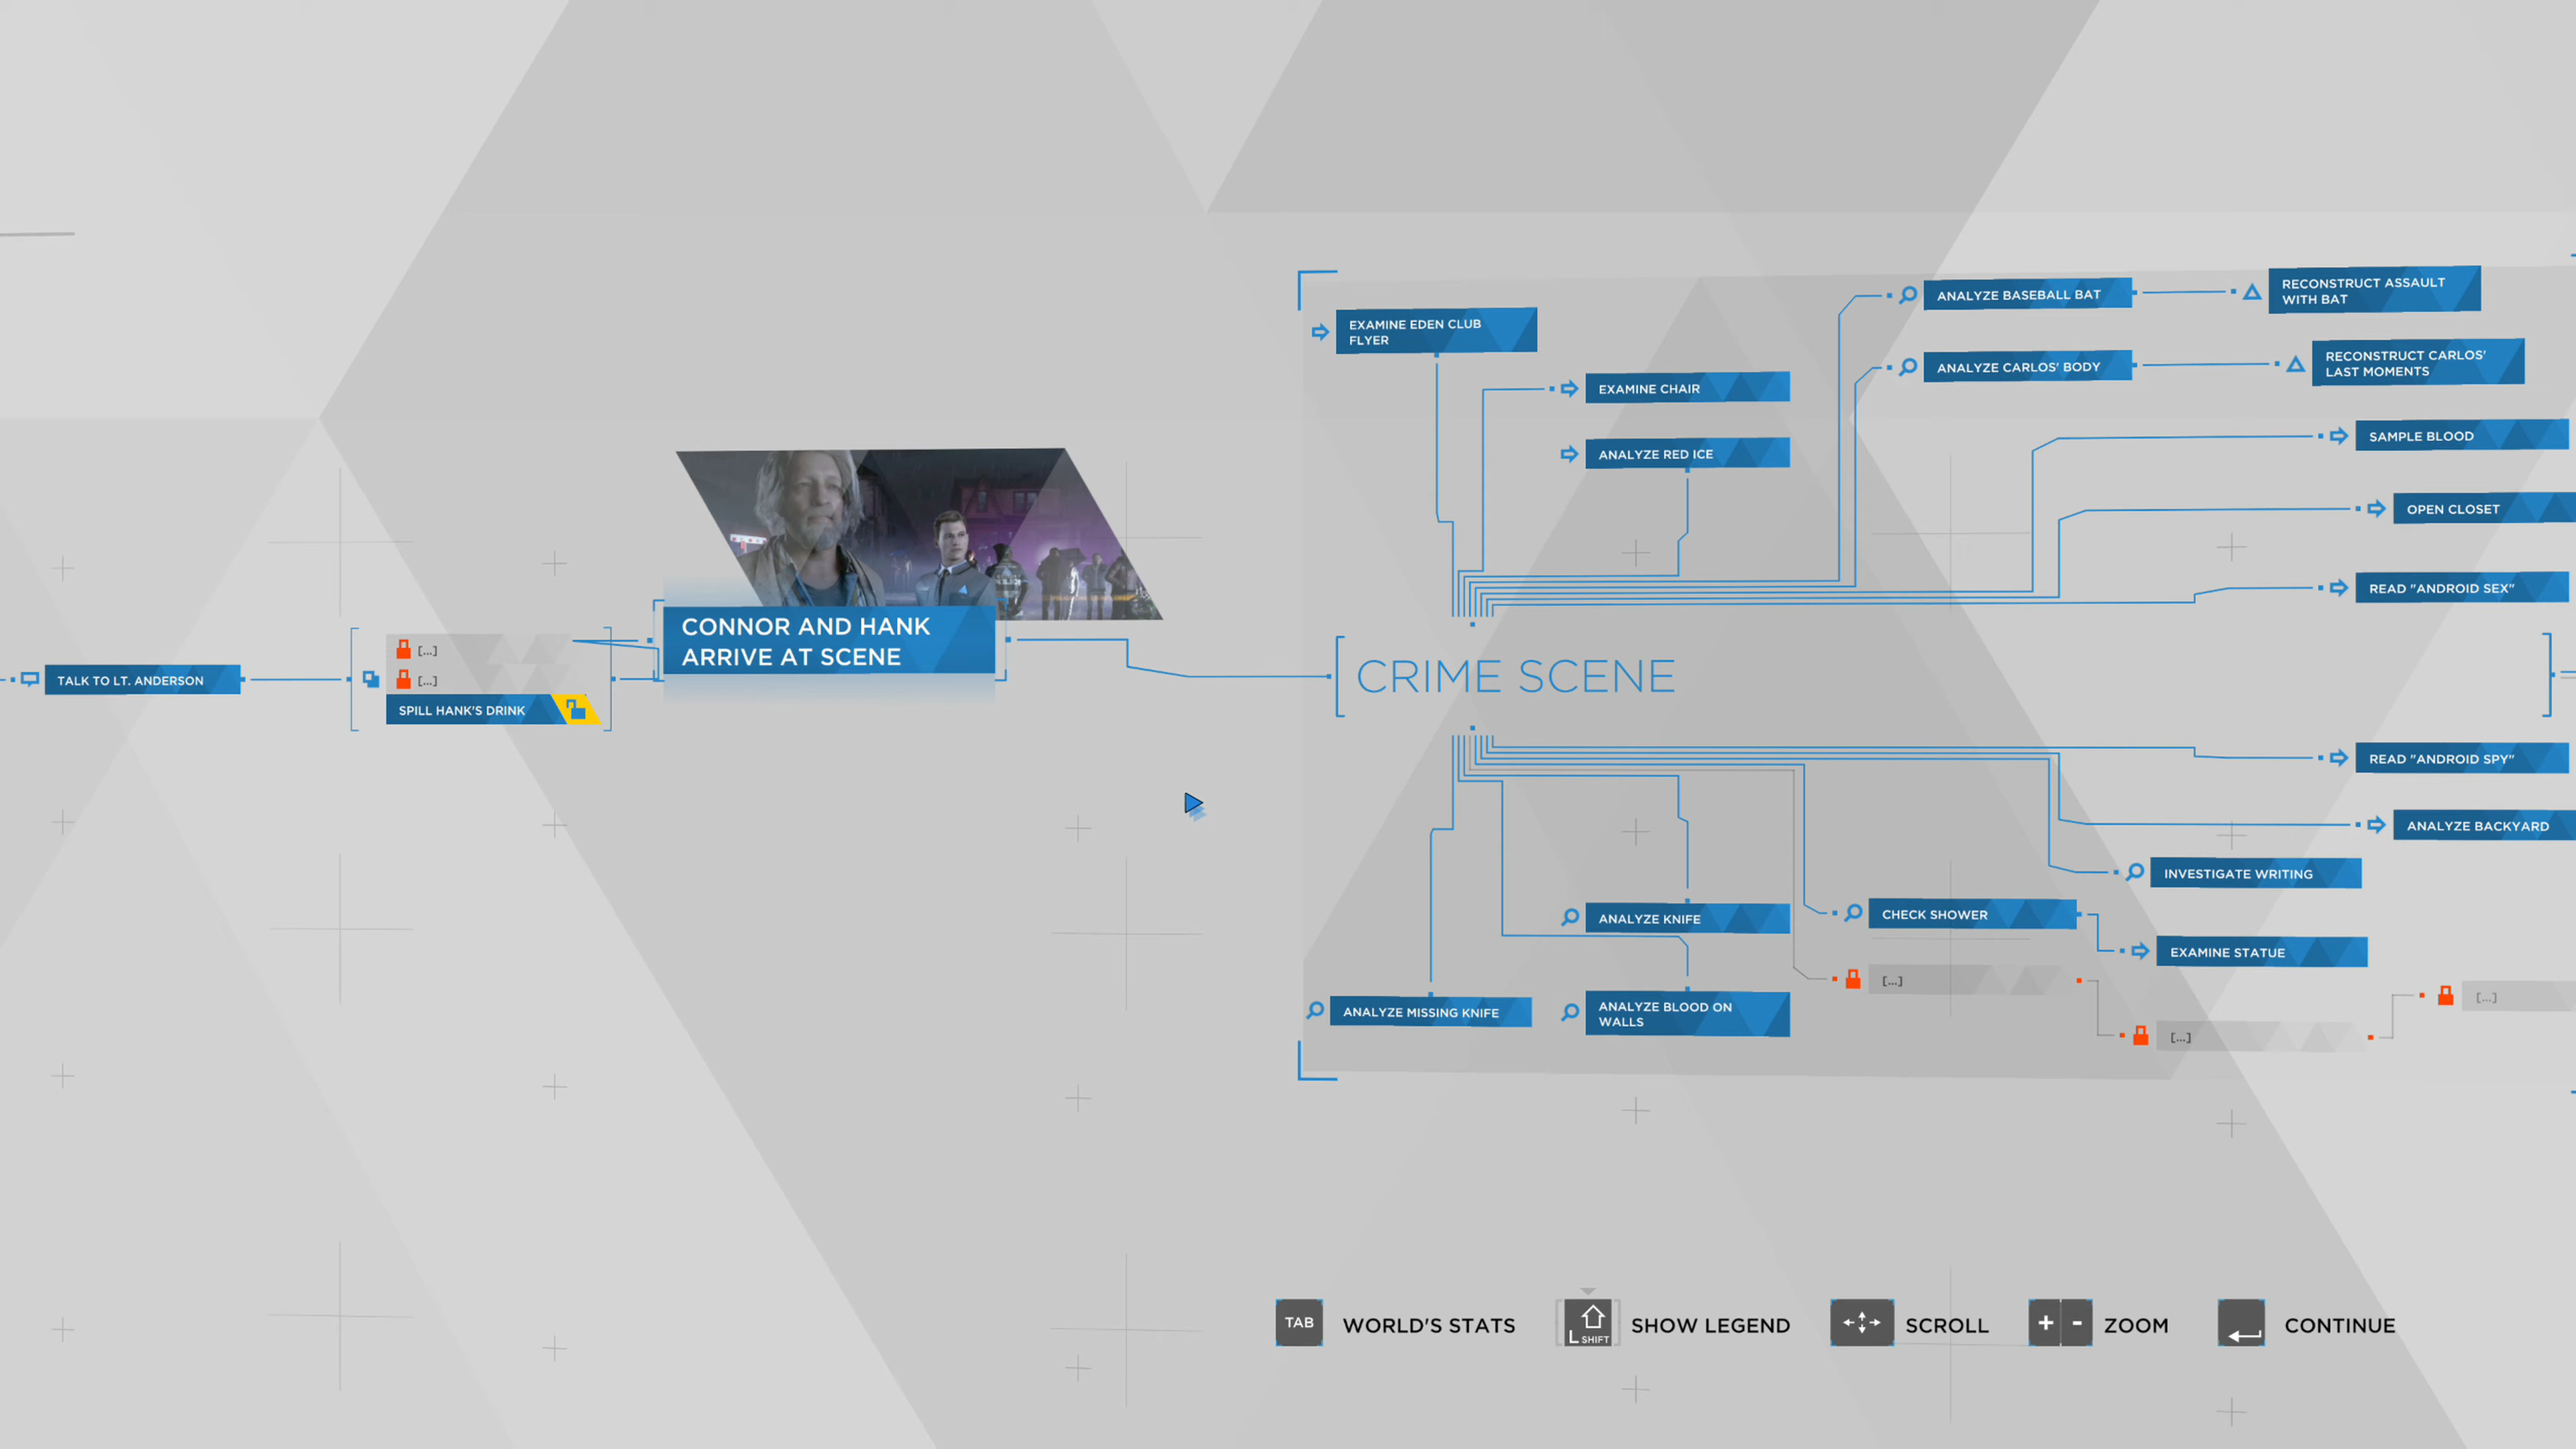 TALK TO LT. ANDERSON
[...]
[...]
SPILL HANK'S DRINK
CONNOR AND HANK
ARRIVE AT SCENE
CRIME SCENE
EXAMINE EDEN CLUB
FLYER
EXAMINE CHAIR
ANALYZE RED ICE
ANALYZE BASEBALL BAT
RECONSTRUCT ASSAULT
WITH BAT
ANALYZE CARLOS' BODY
RECONSTRUCT CARLOS'
LAST MOMENTS
SAMPLE BLOOD
OPEN CLOSET
READ "ANDROID SEX"
READ "ANDROID SPY"
ANALYZE BACKYARD
INVESTIGATE WRITING
ANALYZE KNIFE
CHECK SHOWER
EXAMINE STATUE
[...]
[...]
[...]
ANALYZE MISSING KNIFE
ANALYZE BLOOD ON
WALLS
TAB WORLD'S STATS
L SHIFT SHOW LEGEND
SCROLL
+ - ZOOM
CONTINUE